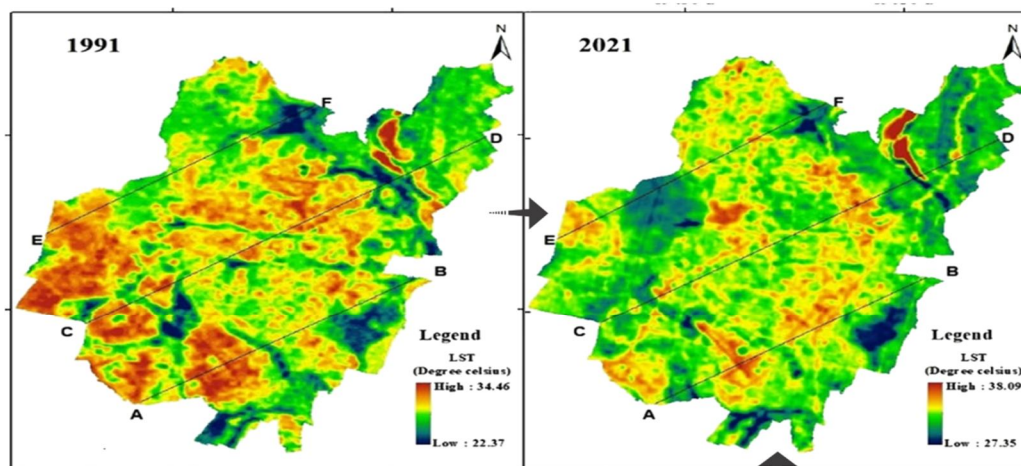 1991
N
F
D
E
B
C
A
Legend
LST
(Degree celsius)
High : 34.46
Low : 22.37
2021
N
F
D
E
B
C
A
Legend
LST
(Degree celsius)
High : 38.09
Low : 27.35